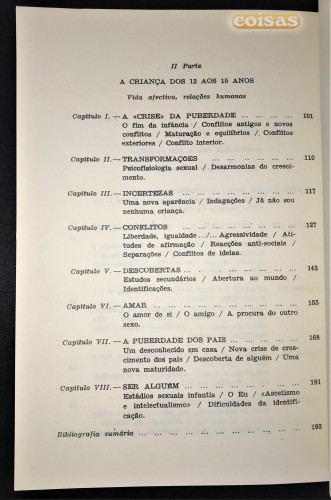 coisas
II Parte
A CRIANÇA DOS 12 AOS 15 ANOS
Vida afectiva, relações humanas
Capítulo I. — A «CRISE» DA PUBERDADE ... ... ... ... 101
O fim da infância / Conflitos antigos e novos
conflitos / Maturação e equilíbrios / Conflitos
exteriores / Conflito interior.
Capítulo II. — TRANSFORMAÇÕES ... ... ... ... ... 110
Psicofisiologia sexual / Desarmonias do cresci-
mento.
Capítulo III. — INCERTEZAS ... ... ... ... ... ... 117
Uma nova aparência / Indagações / Já não sou
nenhuma criança.
Capítulo IV. — CONFLITOS ... ... ... ... ... ... 127
Liberdade, igualdade .../... Agressividade / Ati-
tudes de afirmação / Reacções anti-sociais /
Separações / Conflitos de ideias.
Capítulo V. — DESCOBERTAS ... ... ... ... ... ... 143
Estudos secundários / Abertura ao mundo /
Identificações.
Capítulo VI. — AMAR ... ... ... ... ... ... ... 155
O amor de si / O amigo / A procura do outro
sexo.
Capítulo VII. — A PUBERDADE DOS PAIS ... ... ... ... 168
Um desconhecido em casa / Nova crise de cres-
cimento dos pais / Descoberta de alguém / Uma
nova maturidade.
Capítulo VIII. — SER ALGUÉM ... ... ... ... ... ... 181
Estádios sexuais infantis / O Eu / «Ascetismo
e intelectualismo» / Dificuldades da identifi-
cação.
Bibliografia sumária ... ... ... ... ... ... ... ... 193